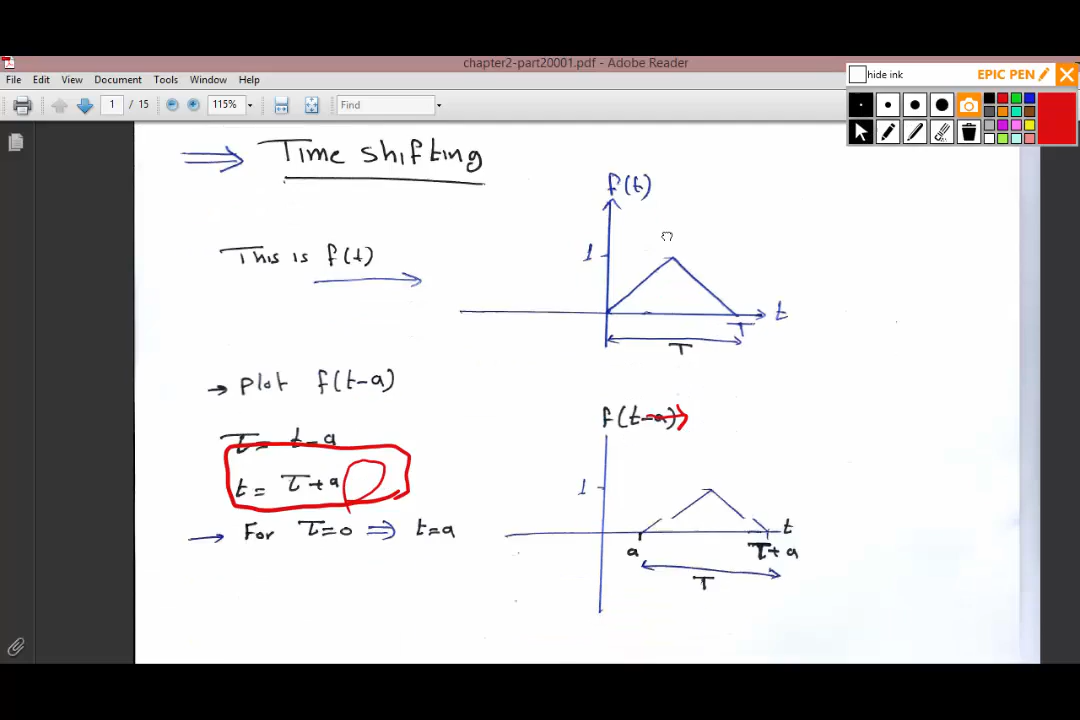 chapter2-part20001.pdf - Adobe Reader
File Edit View Document Tools Window Help
hide ink EPIC PEN
1 / 15 115% Find
⇒ Time shifting
f(t)
1
This is f(t)
t
T
T
→ Plot f(t-a)
f(t-a)
τ = t-a
t = τ+a
1
→ For τ=0 ⇒ t=a
t
a τ+a
T